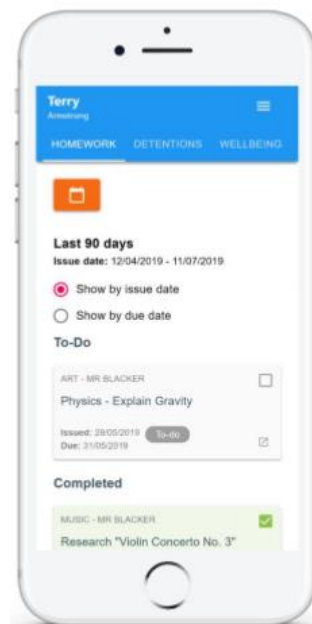 Terry
Armstrong
HOMEWORK DETENTIONS WELLBEING
Last 90 days
Issue date: 12/04/2019 - 11/07/2019
Show by issue date
Show by due date
To-Do
ART - MR BLACKER
Physics - Explain Gravity
Issued: 28/05/2019 To-do
Due: 31/05/2019
Completed
MUSIC - MR BLACKER
Research "Violin Concerto No. 3"